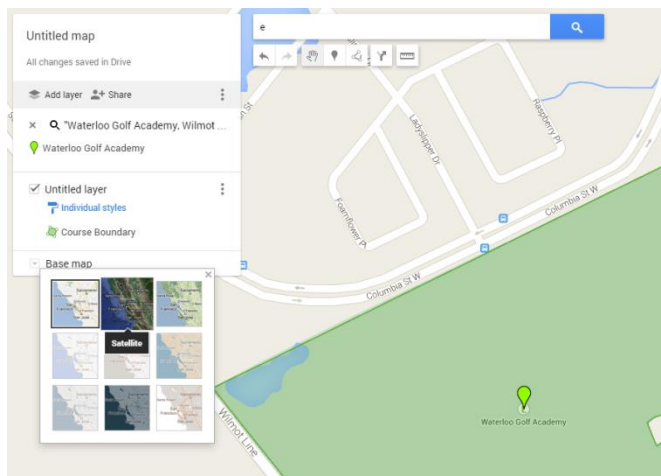 Untitled map
All changes saved in Drive
Add layer
Share
"Waterloo Golf Academy, Wilmot ...
Waterloo Golf Academy
Untitled layer
Individual styles
Course Boundary
Base map
Satellite
e
Ladyslipper Dr
Raspberry Pl
Foamflower Pl
Columbia St W
Columbia St W
Wilmot Line
Waterloo Golf Academy